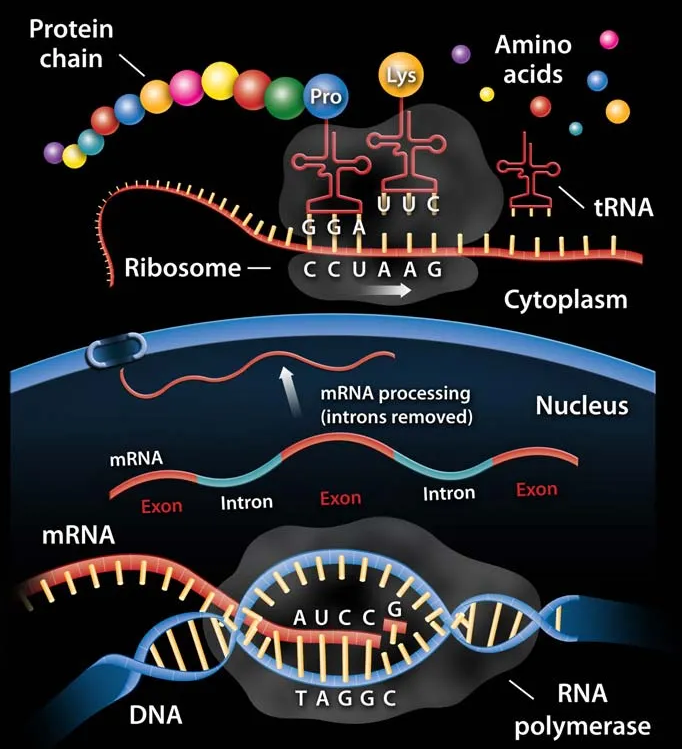 Protein
chain
Pro
Lys
Amino
acids
tRNA
U U C
G G A
Ribosome
C C U A A G
Cytoplasm
mRNA processing
(introns removed)
Nucleus
mRNA
Exon
Intron
Exon
Intron
Exon
mRNA
A U C C G
T A G G C
DNA
RNA
polymerase